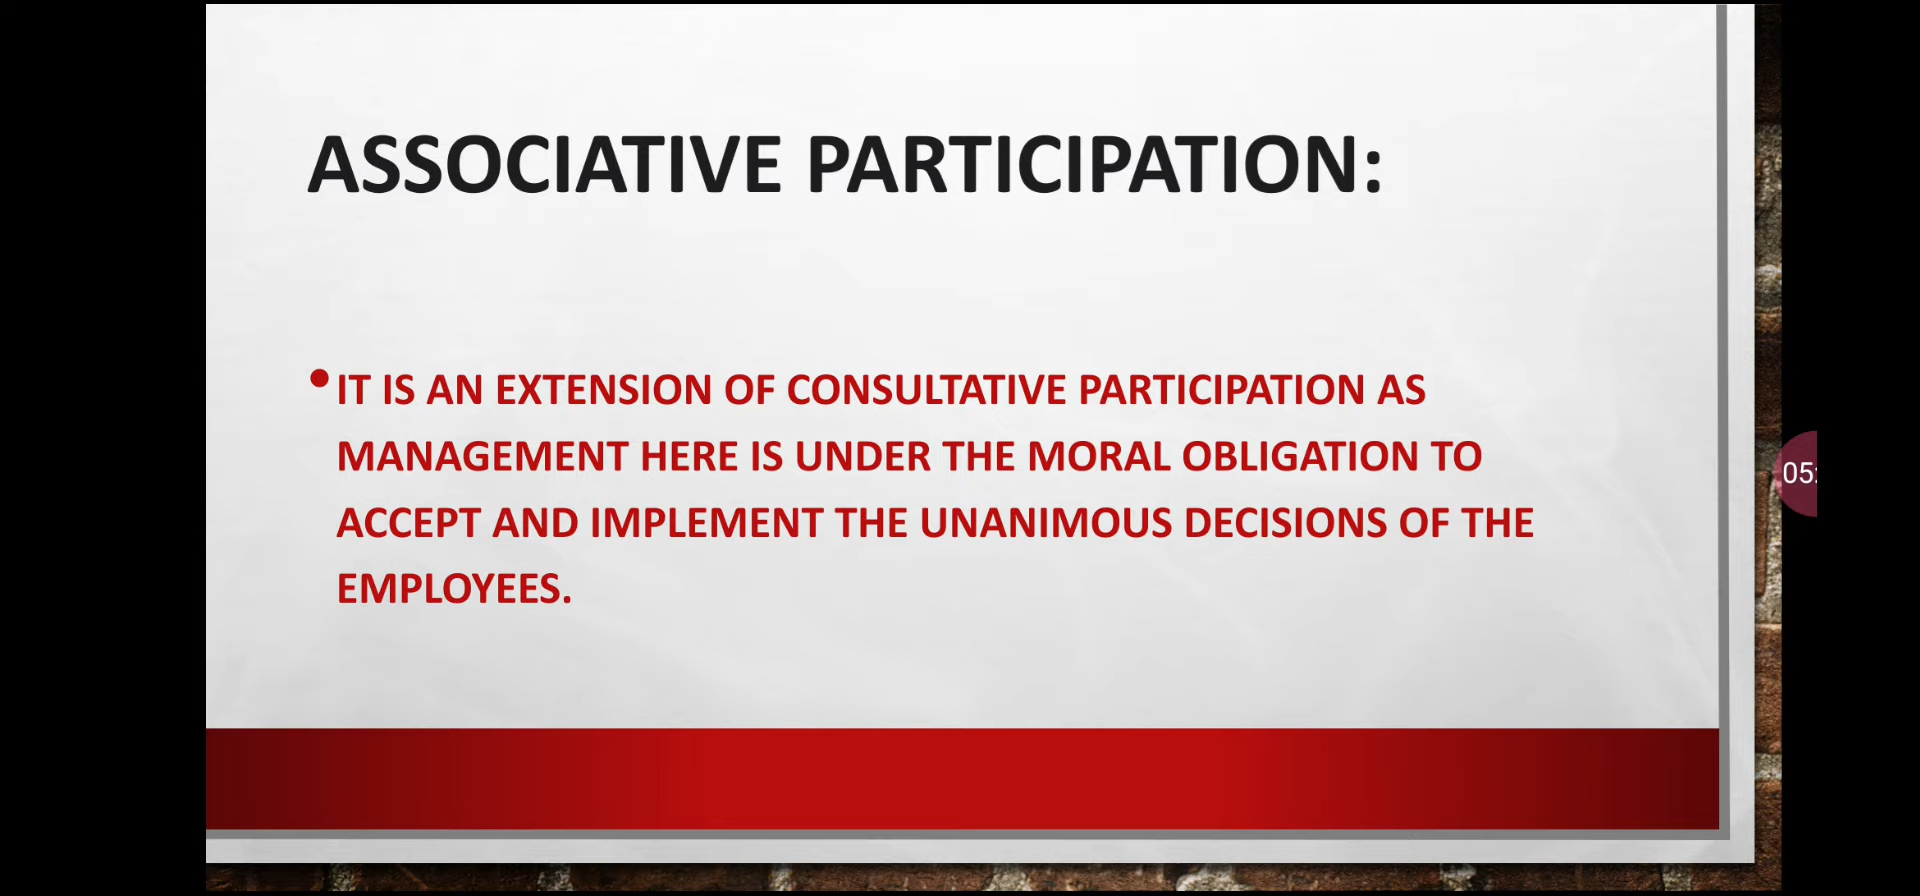 ASSOCIATIVE PARTICIPATION:
• IT IS AN EXTENSION OF CONSULTATIVE PARTICIPATION AS
MANAGEMENT HERE IS UNDER THE MORAL OBLIGATION TO
ACCEPT AND IMPLEMENT THE UNANIMOUS DECISIONS OF THE
EMPLOYEES.
05: